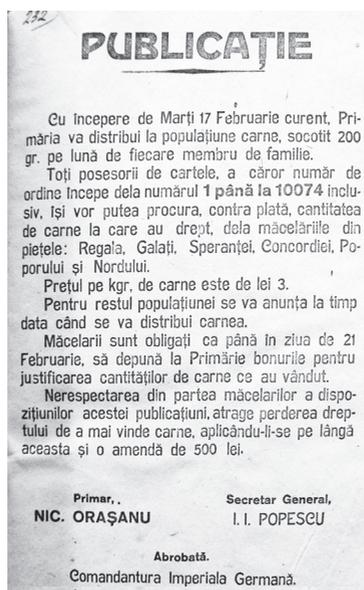 232
PUBLICAȚIE
Cu începere de Marți 17 Februarie curent, Pri-
măria va distribui la populațiune carne, socotit 200
gr. pe lună de fiecare membru de familie.
Toți posesorii de cartele, a căror număr de
ordine începe dela numărul 1 până la 10074 inclu-
siv, își vor putea procura, contra plată, cantitatea
de carne la care au drept, dela măcelăriile din
piețele: Regala, Galați, Speranței, Concordiei, Po-
porului și Nordului.
Prețul pe kgr. de carne este de lei 3.
Pentru restul populațiunei se va anunța la timp
data când se va distribui carnea.
Măcelarii sunt obligați ca până în ziua de 21
Februarie, să depună la Primărie bonurile pentru
justificarea cantităților de carne ce au vândut.
Nerespectarea din partea măcelarilor a dispo-
zițiunilor acestei publicațiuni, atrage perderea drep-
tului de a mai vinde carne, aplicându-li-se pe lângă
aceasta și o amendă de 500 lei.
Primar,
NIC. ORAȘANU
Secretar General,
I. I. POPESCU
Aprobată.
Comandantura Imperiala Germană.